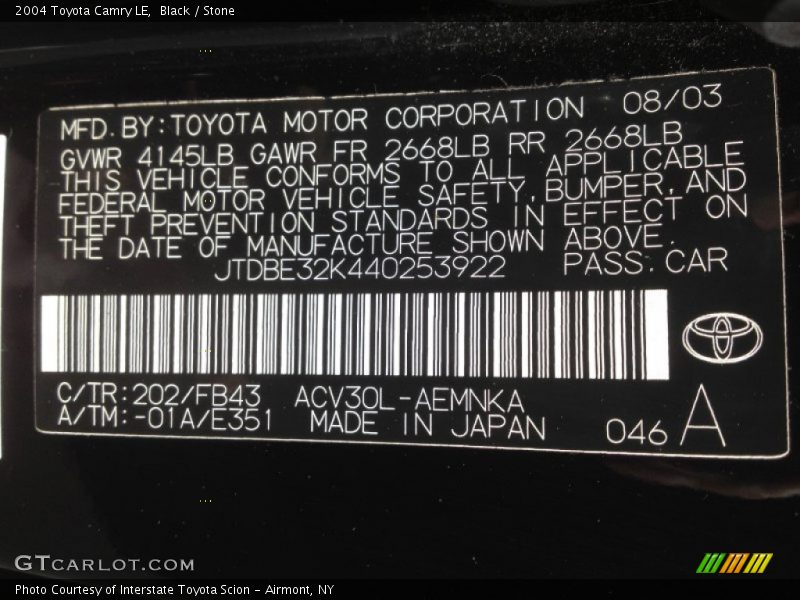 2004 Toyota Camry LE,  Black / Stone
MFD. BY: TOYOTA MOTOR CORPORATION 08/03
GVWR 4145LB GAWR FR 2668LB RR 2668LB
THIS VEHICLE CONFORMS TO ALL APPLICABLE
FEDERAL MOTOR VEHICLE SAFETY, BUMPER, AND
THEFT PREVENTION STANDARDS IN EFFECT ON
THE DATE OF MANUFACTURE SHOWN ABOVE.
JTDBE32K440253922 PASS. CAR
C/TR:202/FB43 ACV30L-AEMNKA
A/TM:-01A/E351 MADE IN JAPAN 046 A
GTCARLOT.COM
Photo Courtesy of Interstate Toyota Scion - Airmont, NY